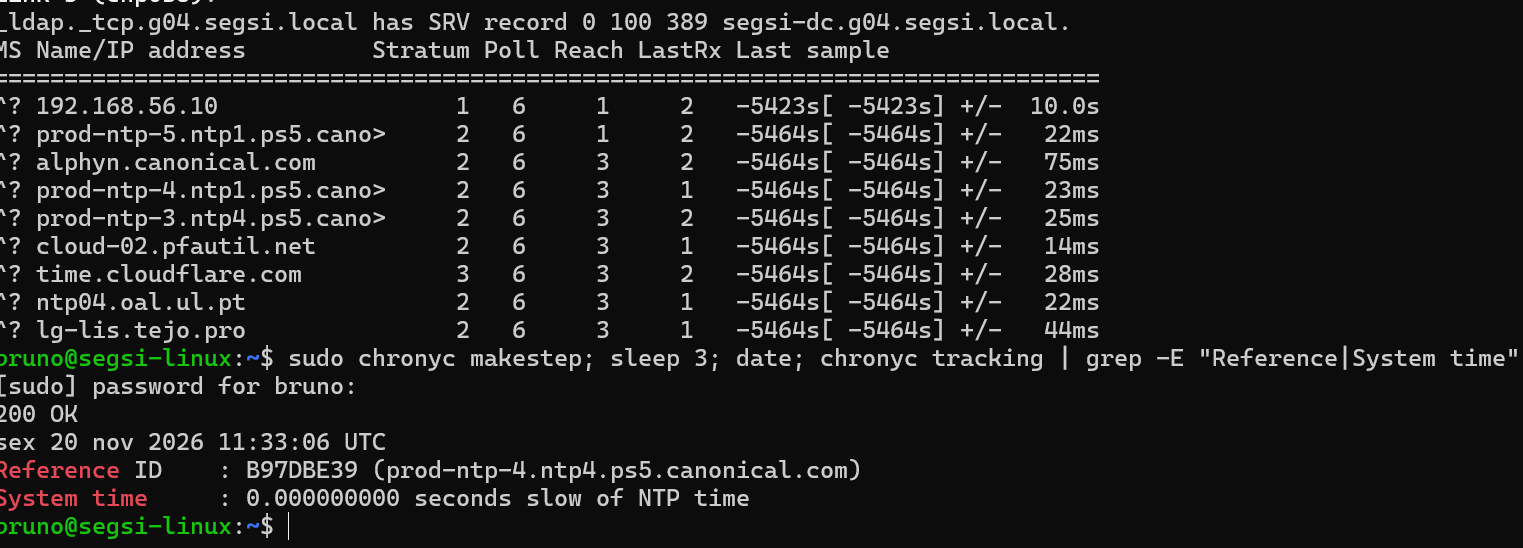 _ldap._tcp.g04.segsi.local has SRV record 0 100 389 segsi-dc.g04.segsi.local.
MS Name/IP address         Stratum Poll Reach LastRx Last sample
===============================================================================
^? 192.168.56.10                 1   6     1     2  -5423s[ -5423s] +/-   10.0s
^? prod-ntp-5.ntp1.ps5.cano>     2   6     1     2  -5464s[ -5464s] +/-   22ms
^? alphyn.canonical.com          2   6     3     2  -5464s[ -5464s] +/-   75ms
^? prod-ntp-4.ntp1.ps5.cano>     2   6     3     1  -5464s[ -5464s] +/-   23ms
^? prod-ntp-3.ntp4.ps5.cano>     2   6     3     2  -5464s[ -5464s] +/-   25ms
^? cloud-02.pfautil.net          2   6     3     1  -5464s[ -5464s] +/-   14ms
^? time.cloudflare.com           3   6     3     2  -5464s[ -5464s] +/-   28ms
^? ntp04.oal.ul.pt               2   6     3     1  -5464s[ -5464s] +/-   22ms
^? lg-lis.tejo.pro               2   6     3     1  -5464s[ -5464s] +/-   44ms
bruno@segsi-linux:~$ sudo chronyc makestep; sleep 3; date; chronyc tracking | grep -E "Reference|System time"
[sudo] password for bruno:
200 OK
sex 20 nov 2026 11:33:06 UTC
Reference ID    : B97DBE39 (prod-ntp-4.ntp4.ps5.canonical.com)
System time     : 0.000000000 seconds slow of NTP time
bruno@segsi-linux:~$